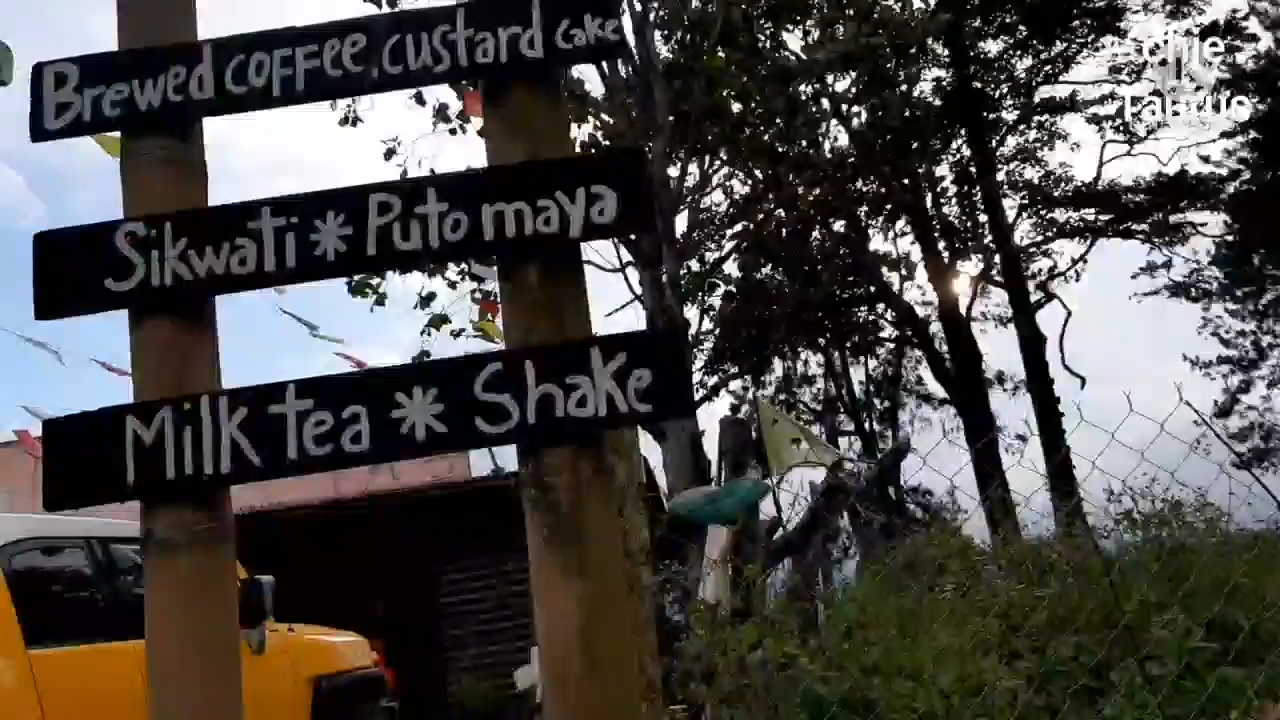 Brewed coffee, custard cake
Sikwati * Puto maya
Milk tea * Shake